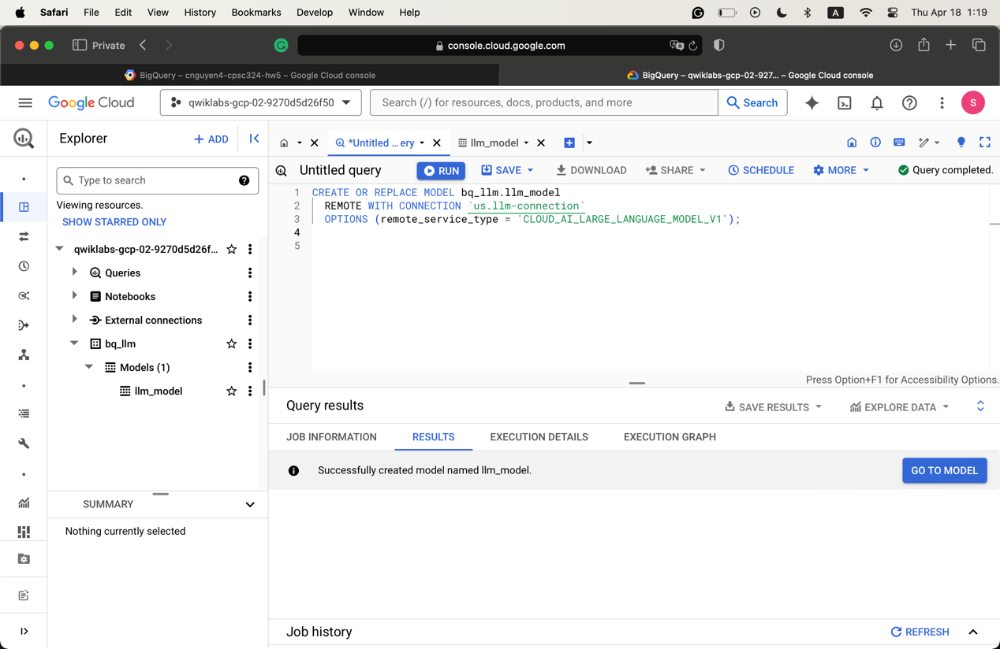 Safari File Edit View History Bookmarks Develop Window Help A Thu Apr 18 1:19
Private console.cloud.google.com
BigQuery – cnguyen4-cpsc324-hw5 – Google Cloud console
BigQuery – qwiklabs-gcp-02-927... – Google Cloud console
Google Cloud qwiklabs-gcp-02-9270d5d26f50 Search (/) for resources, docs, products, and more Search S
Explorer + ADD
*Untitled ...ery llm_model
Untitled query RUN SAVE DOWNLOAD SHARE SCHEDULE MORE Query completed.
Type to search
Viewing resources.
SHOW STARRED ONLY
qwiklabs-gcp-02-9270d5d26f...
Queries
Notebooks
External connections
bq_llm
Models (1)
llm_model
SUMMARY
Nothing currently selected
1 CREATE OR REPLACE MODEL bq_llm.llm_model
2 REMOTE WITH CONNECTION `us.llm-connection`
3 OPTIONS (remote_service_type = 'CLOUD_AI_LARGE_LANGUAGE_MODEL_V1');
4
5
Press Option+F1 for Accessibility Options.
Query results SAVE RESULTS EXPLORE DATA
JOB INFORMATION RESULTS EXECUTION DETAILS EXECUTION GRAPH
Successfully created model named llm_model. GO TO MODEL
Job history REFRESH